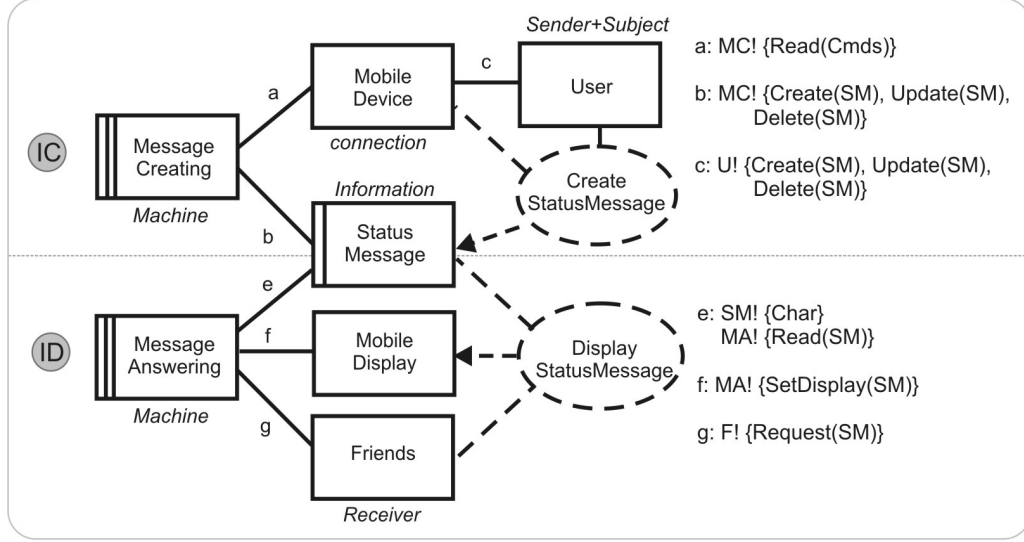 Sender+Subject
IC
Message
Creating
Machine
a
Mobile
Device
connection
c
User
Create
StatusMessage
b
Information
Status
Message
a: MC! {Read(Cmds)}
b: MC! {Create(SM), Update(SM),
Delete(SM)}
c: U! {Create(SM), Update(SM),
Delete(SM)}
ID
Message
Answering
Machine
e
f
g
Mobile
Display
Friends
Receiver
Display
StatusMessage
e: SM! {Char}
MA! {Read(SM)}
f: MA! {SetDisplay(SM)}
g: F! {Request(SM)}